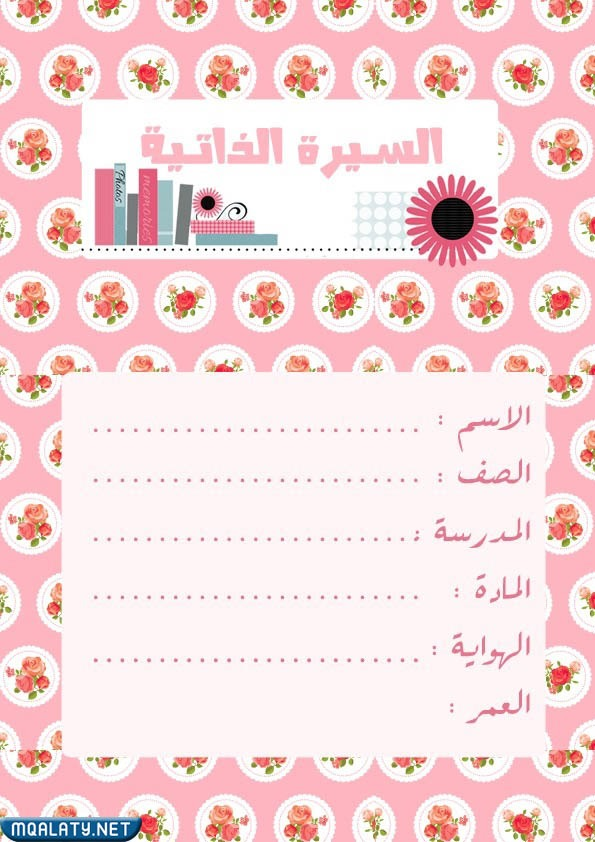 السيرة الذاتية
Photos
memories
الاسم : ..........................
الصف : ..........................
المدرسة : ..........................
المادة : ..........................
الهواية : ..........................
العمر :
MQALATY.NET